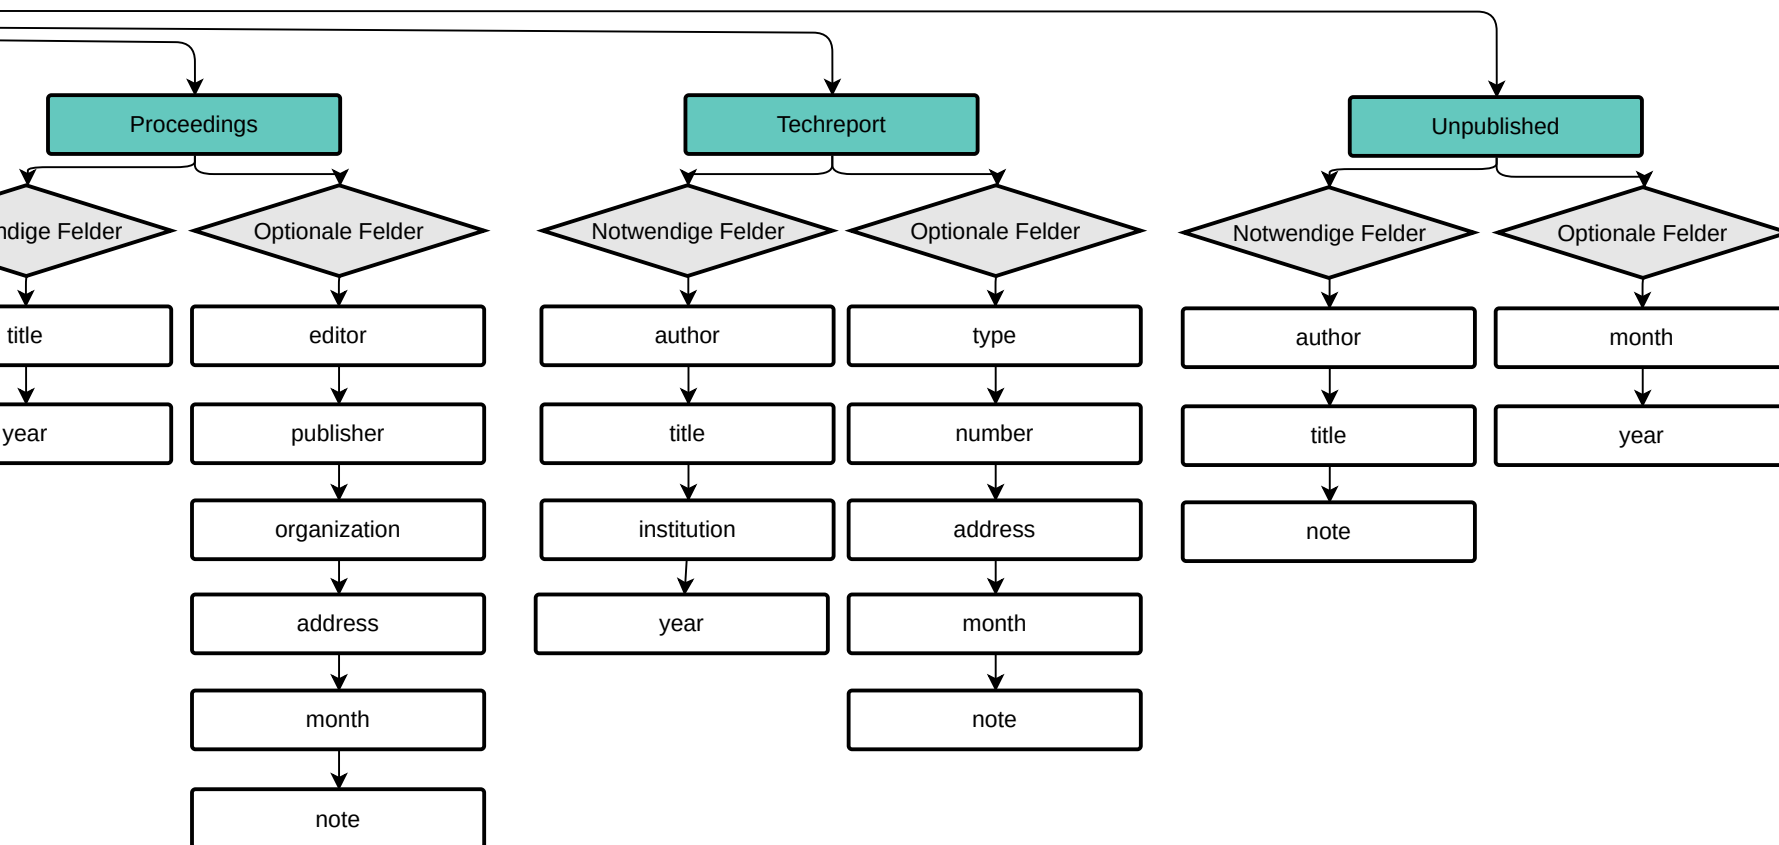 Proceedings
Techreport
Unpublished
ndige Felder
Optionale Felder
Notwendige Felder
Optionale Felder
Notwendige Felder
Optionale Felder
title
editor
author
type
author
month
year
publisher
title
number
title
year
organization
institution
address
note
address
year
month
month
note
note